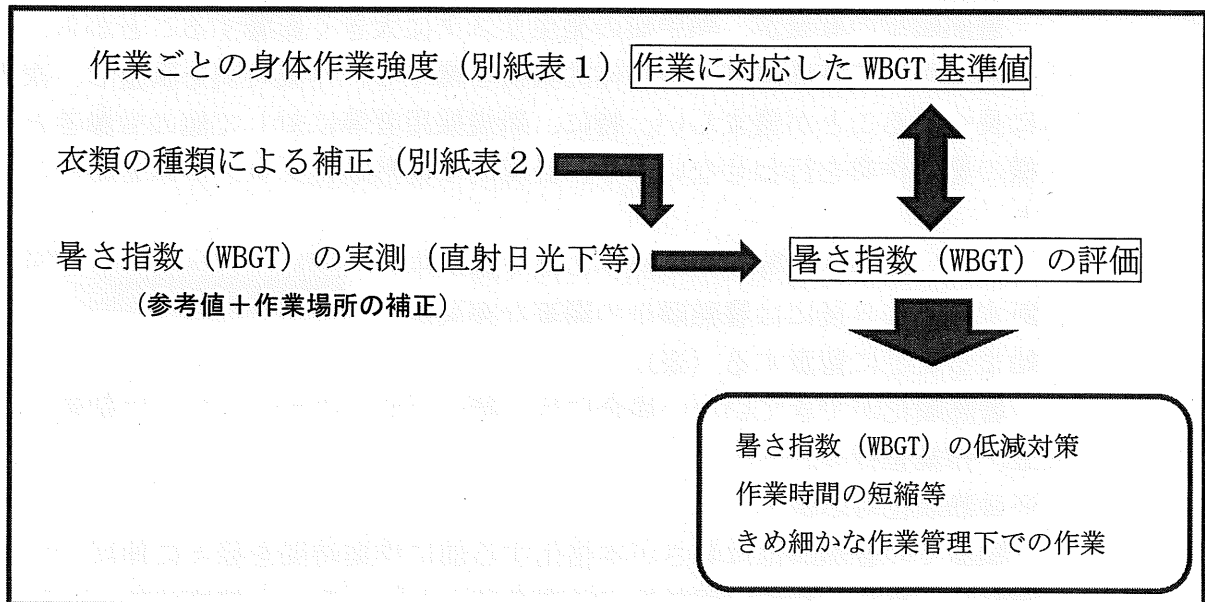 作業ごとの身体作業強度（別紙表１）作業に対応した WBGT 基準値
衣類の種類による補正（別紙表２）
暑さ指数（WBGT）の実測（直射日光下等）
暑さ指数（WBGT）の評価
（参考値＋作業場所の補正）
暑さ指数（WBGT）の低減対策
作業時間の短縮等
きめ細かな作業管理下での作業